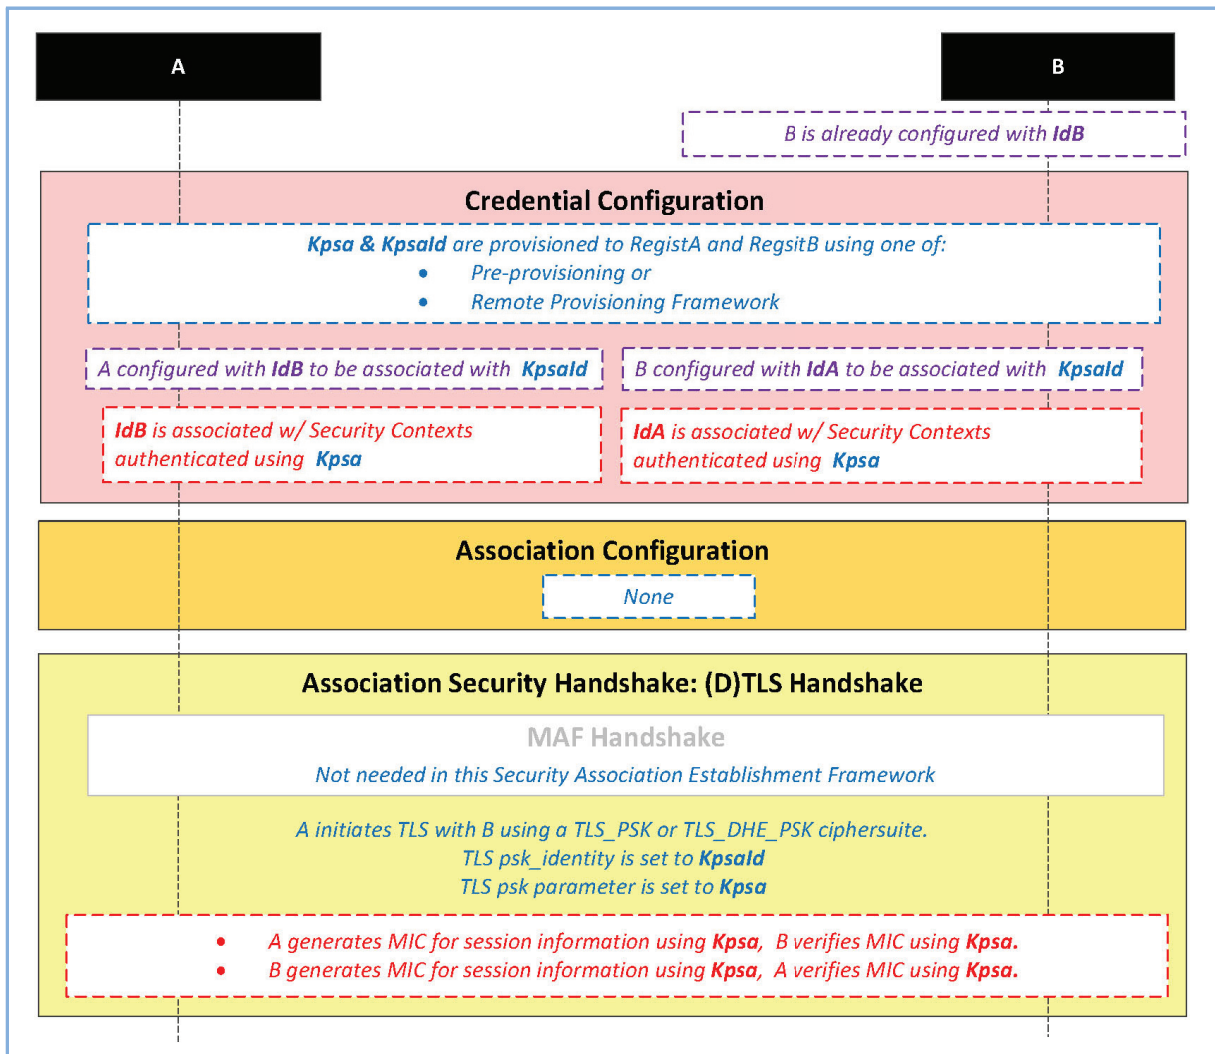 A
B
B is already configured with IdB
Credential Configuration
Kpsa & KpsaId are provisioned to RegistA and RegsitB using one of:
• Pre-provisioning or
• Remote Provisioning Framework
A configured with IdB to be associated with KpsaId
B configured with IdA to be associated with KpsaId
IdB is associated w/ Security Contexts
authenticated using Kpsa
IdA is associated w/ Security Contexts
authenticated using Kpsa
Association Configuration
None
Association Security Handshake: (D)TLS Handshake
MAF Handshake
Not needed in this Security Association Establishment Framework
A initiates TLS with B using a TLS_PSK or TLS_DHE_PSK ciphersuite.
TLS psk_identity is set to KpsaId
TLS psk parameter is set to Kpsa
• A generates MIC for session information using Kpsa, B verifies MIC using Kpsa.
• B generates MIC for session information using Kpsa, A verifies MIC using Kpsa.